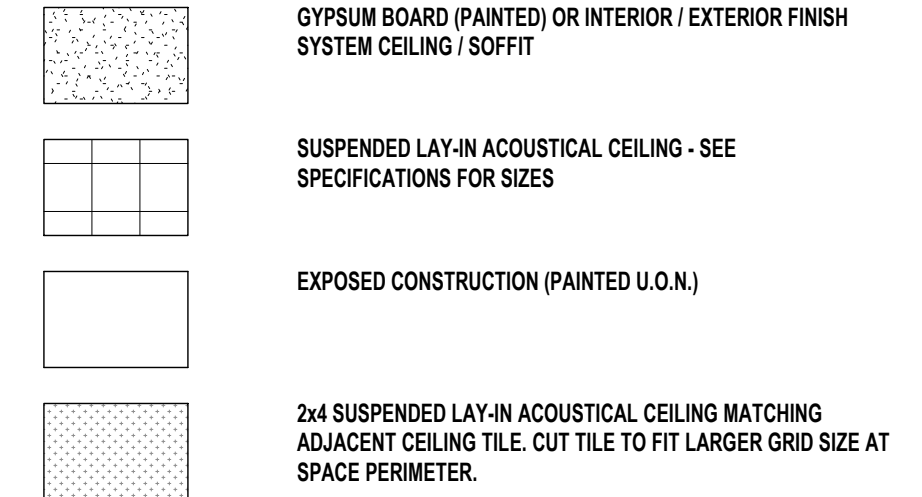 GYPSUM BOARD (PAINTED) OR INTERIOR / EXTERIOR FINISH
SYSTEM CEILING / SOFFIT
SUSPENDED LAY-IN ACOUSTICAL CEILING - SEE
SPECIFICATIONS FOR SIZES
EXPOSED CONSTRUCTION (PAINTED U.O.N.)
2x4 SUSPENDED LAY-IN ACOUSTICAL CEILING MATCHING
ADJACENT CEILING TILE. CUT TILE TO FIT LARGER GRID SIZE AT
SPACE PERIMETER.